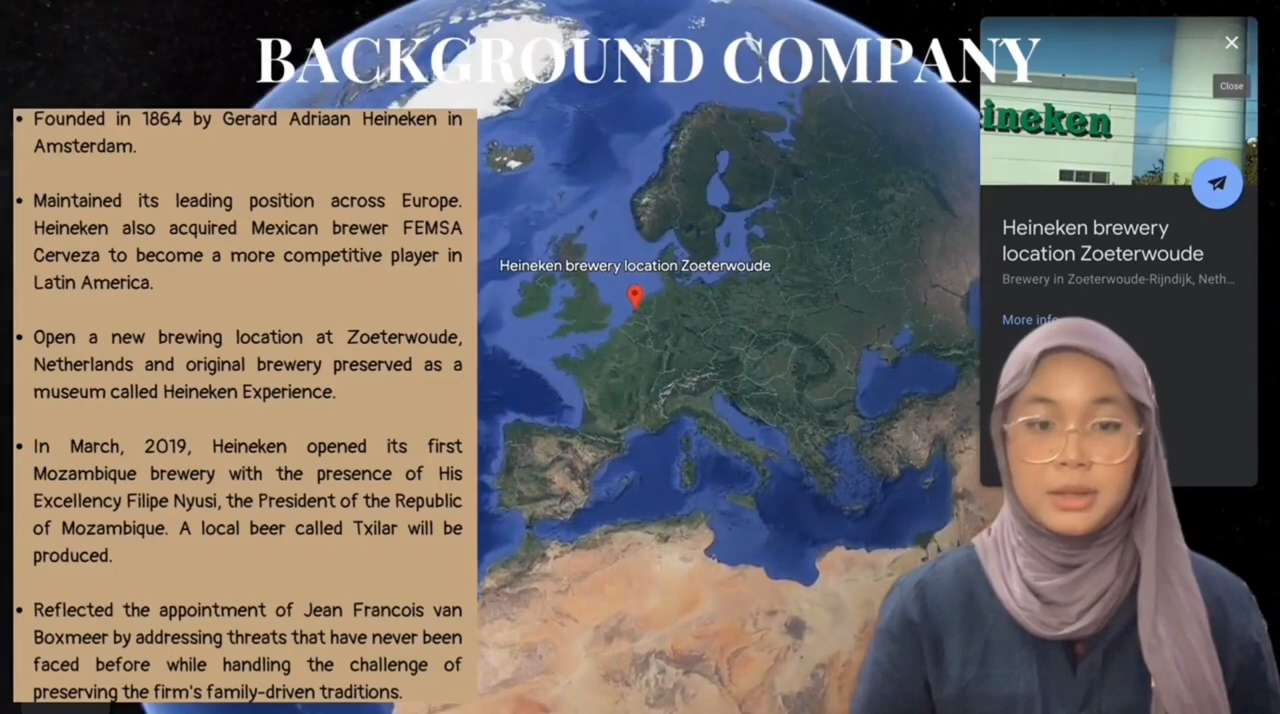 BACKGROUND COMPANY
• Founded in 1864 by Gerard Adriaan Heineken in
Amsterdam.
• Maintained its leading position across Europe.
Heineken also acquired Mexican brewer FEMSA
Cerveza to become a more competitive player in
Latin America.
• Open a new brewing location at Zoeterwoude,
Netherlands and original brewery preserved as a
museum called Heineken Experience.
• In March, 2019, Heineken opened its first
Mozambique brewery with the presence of His
Excellency Filipe Nyusi, the President of the Republic
of Mozambique. A local beer called Txilar will be
produced.
• Reflected the appointment of Jean Francois van
Boxmeer by addressing threats that have never been
faced before while handling the challenge of
preserving the firm's family-driven traditions.
Heineken brewery location Zoeterwoude
Close
ineken
Heineken brewery
location Zoeterwoude
Brewery in Zoeterwoude-Rijndijk, Neth...
More info